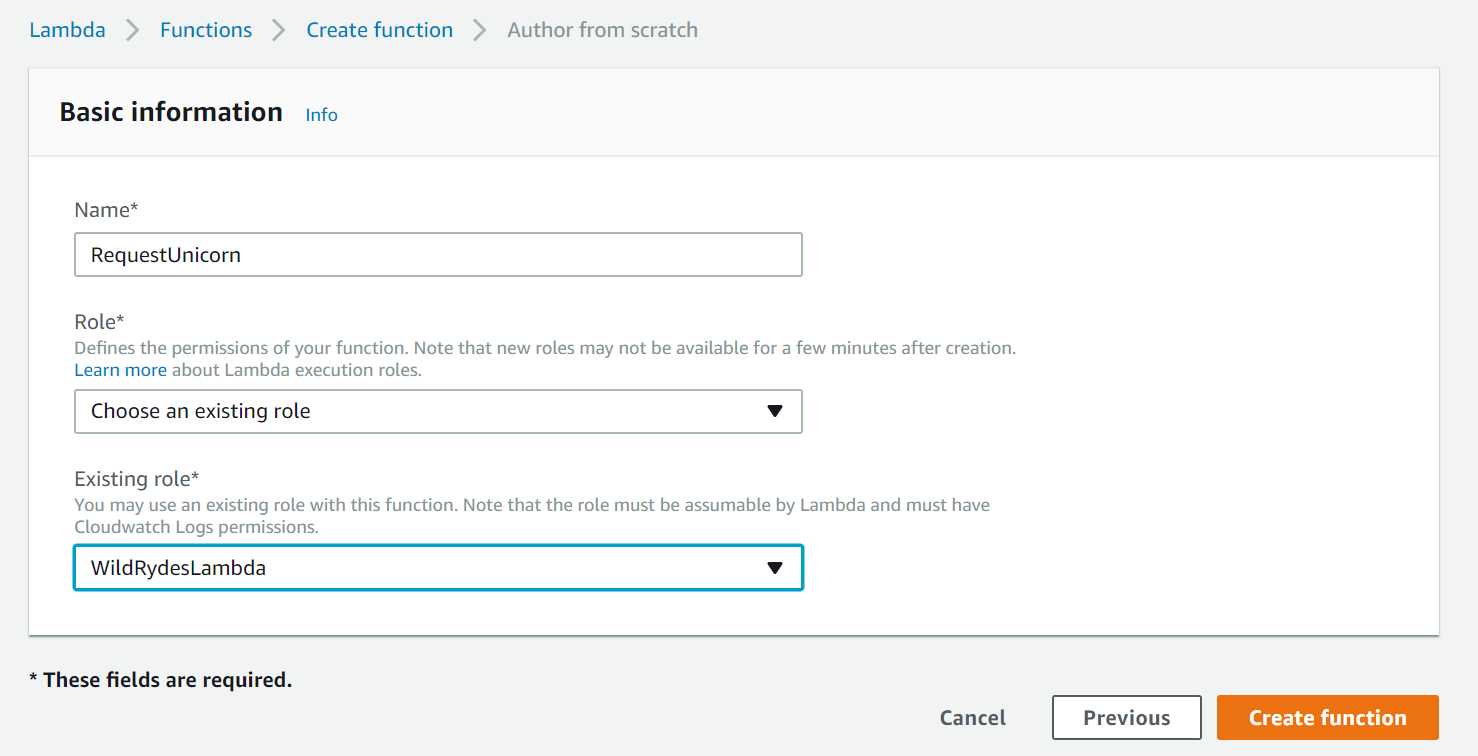 Lambda > Functions > Create function > Author from scratch
Basic information Info
Name*
RequestUnicorn
Role*
Defines the permissions of your function. Note that new roles may not be available for a few minutes after creation.
Learn more about Lambda execution roles.
Choose an existing role
Existing role*
You may use an existing role with this function. Note that the role must be assumable by Lambda and must have
Cloudwatch Logs permissions.
WildRydesLambda
* These fields are required.
Cancel Previous Create function